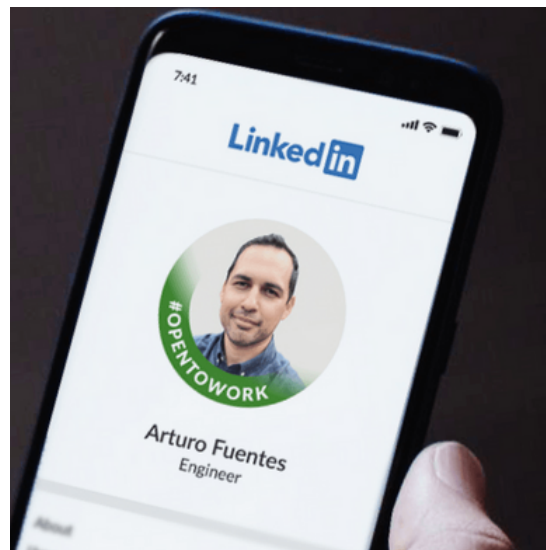 7:41
LinkedIn
#OPENTOWORK
Arturo Fuentes
Engineer
About